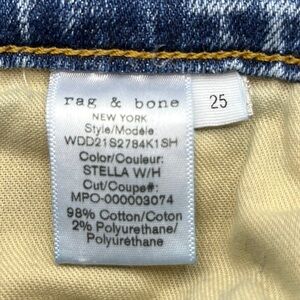 rag & bone
NEW YORK
Style/Modèle
WDD21S2784K1SH
Color/Couleur:
STELLA W/H
Cut/Coupe#:
MPO-000003074
98% Cotton/Coton
2% Polyurethane/
Polyuréthane
25